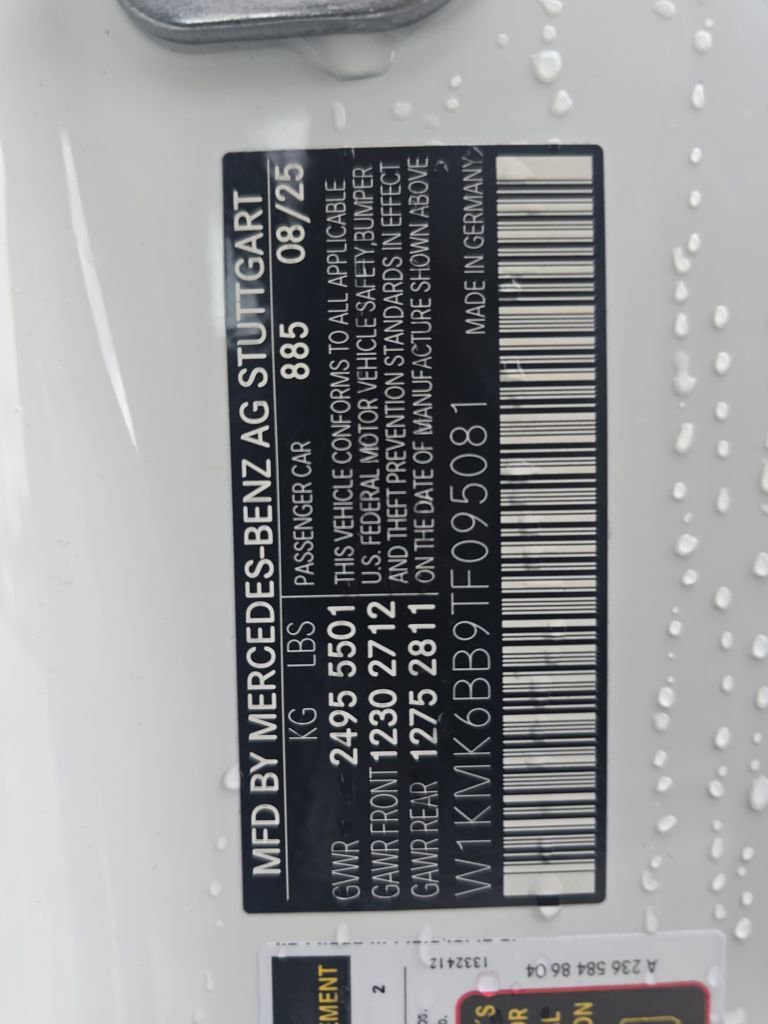 MFD BY MERCEDES-BENZ AG STUTTGART
KG LBS PASSENGER CAR 885 08/25
GVWR 2495 5501 THIS VEHICLE CONFORMS TO ALL APPLICABLE
GAWR FRONT 1230 2712 U.S. FEDERAL MOTOR VEHICLE SAFETY,BUMPER
GAWR REAR 1275 2811 AND THEFT PREVENTION STANDARDS IN EFFECT
ON THE DATE OF MANUFACTURE SHOWN ABOVE
W1KMK6BB9TF095081 MADE IN GERMANY
1332412
A 236 584 86 04
2